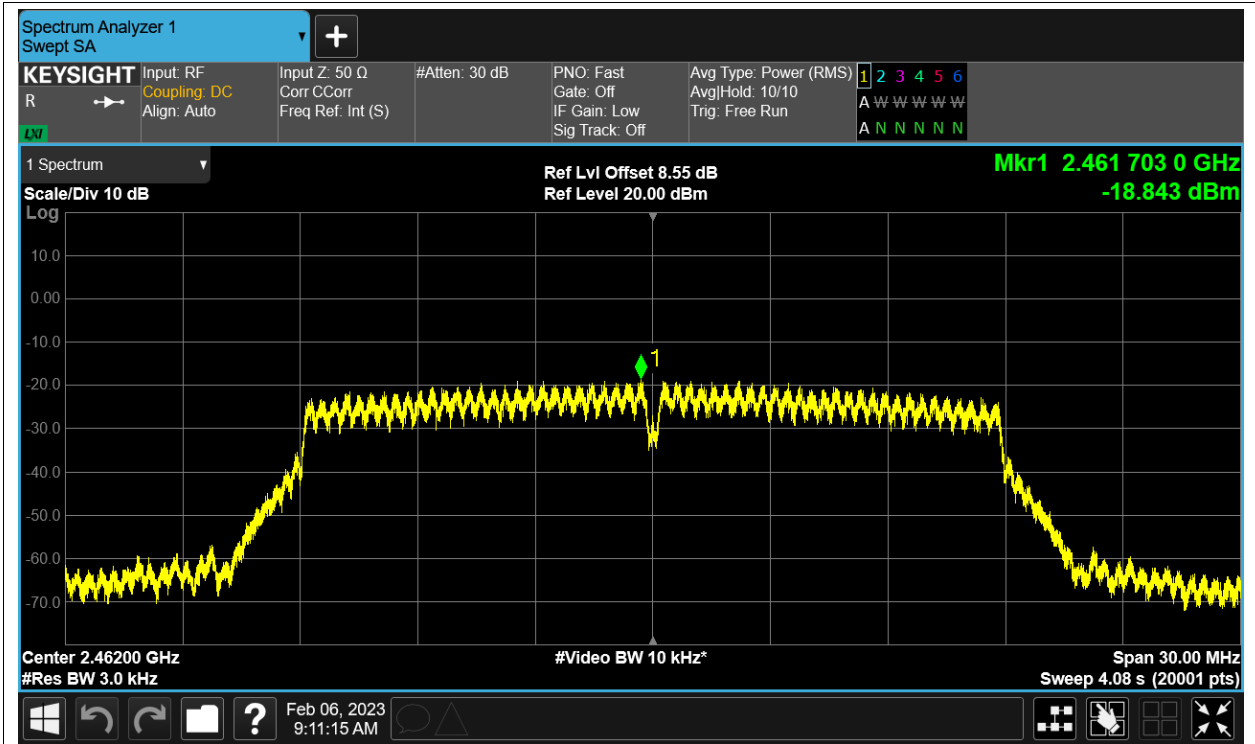 Spectrum Analyzer 1
Swept SA
KEYSIGHT Input: RF Input Z: 50 Ω #Atten: 30 dB PNO: Fast Avg Type: Power (RMS) 1 2 3 4 5 6
R Coupling: DC Corr CCorr Gate: Off Avg|Hold: 10/10 A W W W W W
Align: Auto Freq Ref: Int (S) IF Gain: Low Trig: Free Run
LXI Sig Track: Off A N N N N N
1 Spectrum
Ref Lvl Offset 8.55 dB
Mkr1 2.461 703 0 GHz
Scale/Div 10 dB Ref Level 20.00 dBm -18.843 dBm
Log
10.0
0.00
-10.0
1
-20.0
-30.0
-40.0
-50.0
-60.0
-70.0
Center 2.46200 GHz #Video BW 10 kHz* Span 30.00 MHz
#Res BW 3.0 kHz Sweep 4.08 s (20001 pts)
? Feb 06, 2023
9:11:15 AM